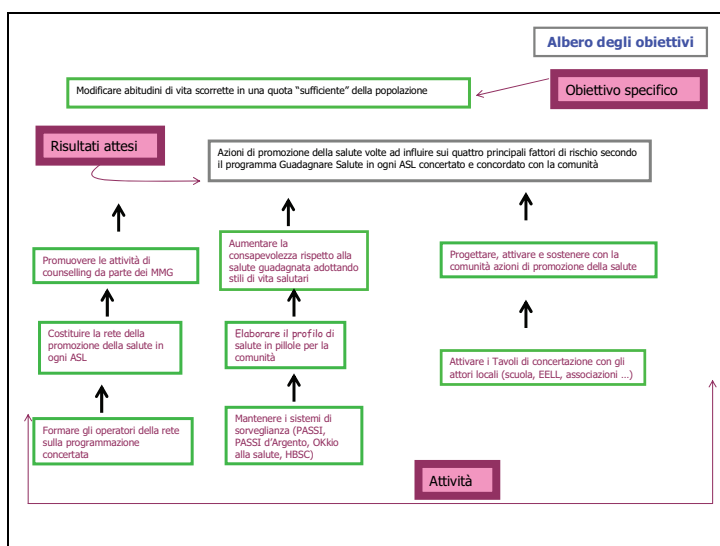 Albero degli obiettivi
Modificare abitudini di vita scorrette in una quota “sufficiente” della popolazione
Obiettivo specifico
Risultati attesi
Azioni di promozione della salute volte ad influire sui quattro principali fattori di rischio secondo
il programma Guadagnare Salute in ogni ASL concertato e concordato con la comunità
Promuovere le attività di
counselling da parte dei MMG
Aumentare la
consapevolezza rispetto alla
salute guadagnata adottando
stili di vita salutari
Progettare, attivare e sostenere con la
comunità azioni di promozione della salute
Costituire la rete della
promozione della salute in
ogni ASL
Elaborare il profilo di
salute in pillole per la
comunità
Attivare i Tavoli di concertazione con gli
attori locali (scuola, EELL, associazioni ...)
Formare gli operatori della rete
sulla programmazione
concertata
Mantenere i sistemi di
sorveglianza (PASSI,
PASSI d’Argento, OKkio
alla salute, HBSC)
Attività